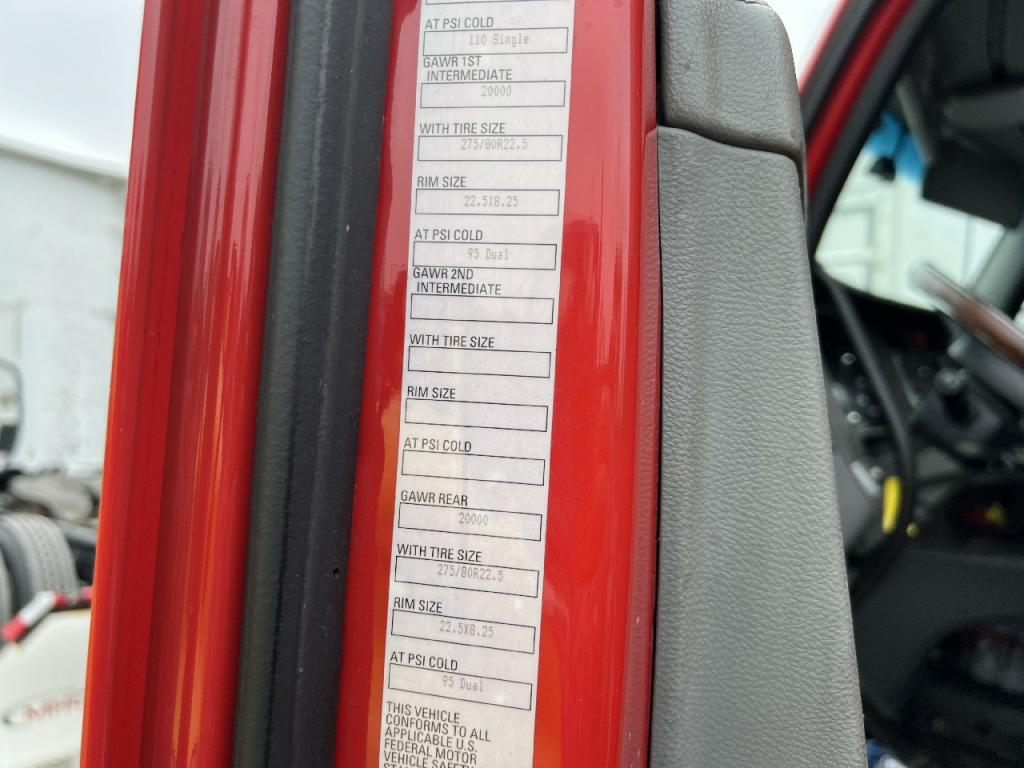 AT PSI COLD
110 Single
GAWR 1ST
INTERMEDIATE
20000
WITH TIRE SIZE
275/80R22.5
RIM SIZE
22.5X8.25
AT PSI COLD
95 Dual
GAWR 2ND
INTERMEDIATE
WITH TIRE SIZE
RIM SIZE
AT PSI COLD
GAWR REAR
20000
WITH TIRE SIZE
275/80R22.5
RIM SIZE
22.5X8.25
AT PSI COLD
95 Dual
THIS VEHICLE
CONFORMS TO ALL
APPLICABLE U.S.
FEDERAL MOTOR
VEHICLE SAFETY